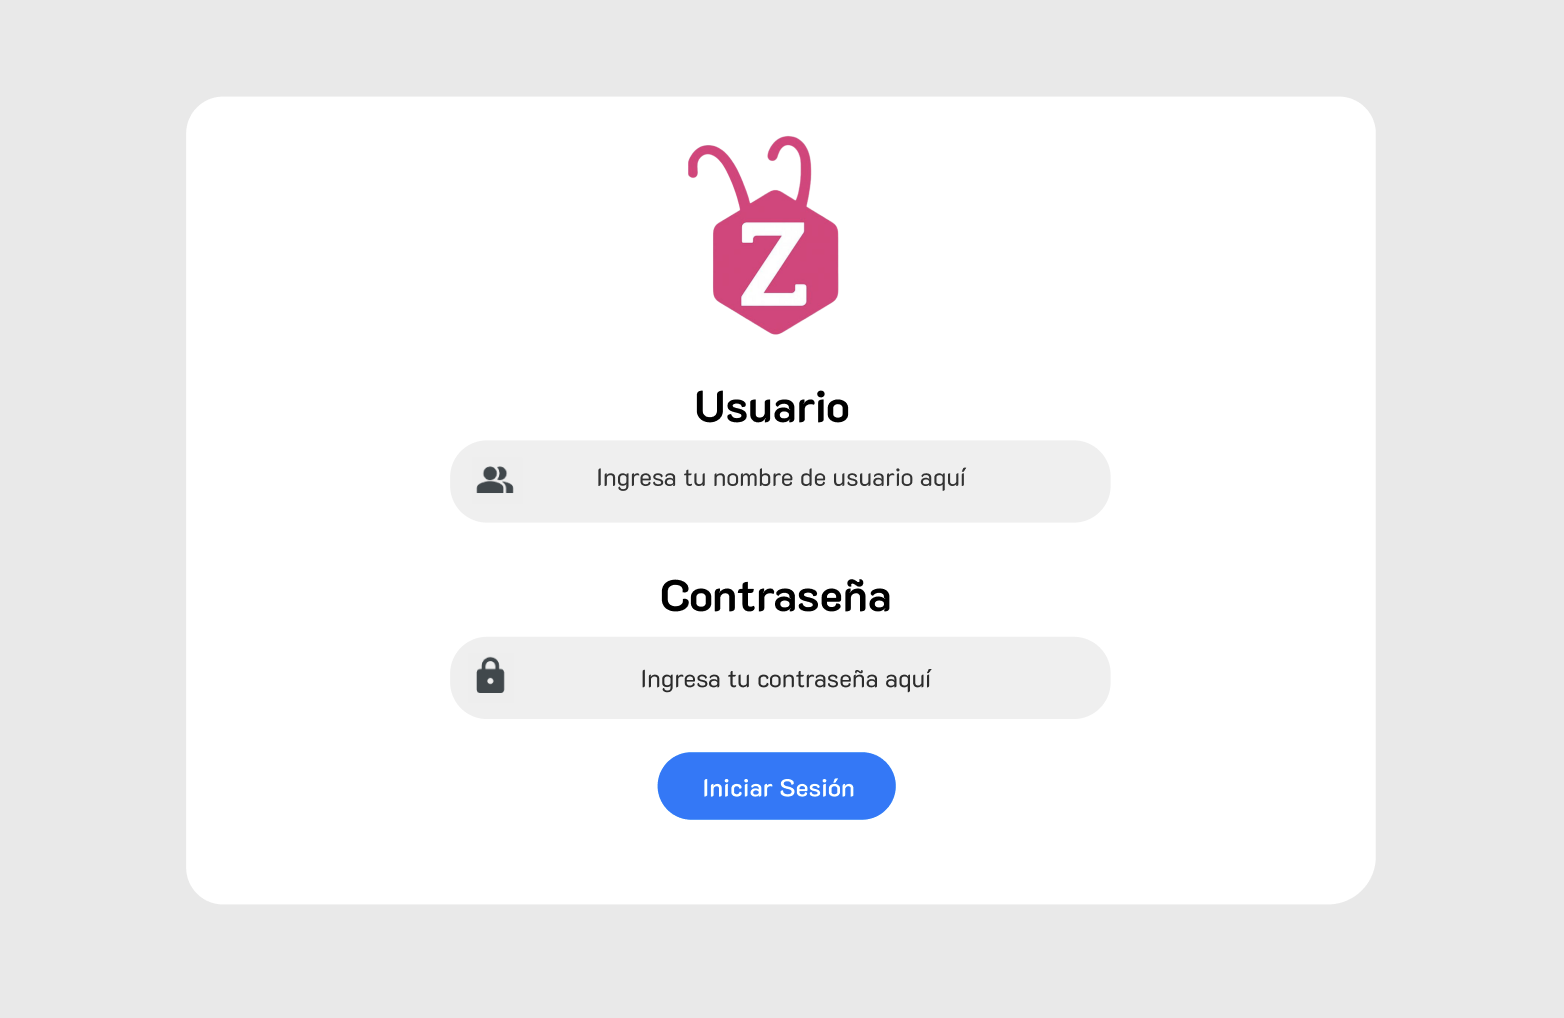 Z
Usuario
Ingresa tu nombre de usuario aquí
Contraseña
Ingresa tu contraseña aquí
Iniciar Sesión